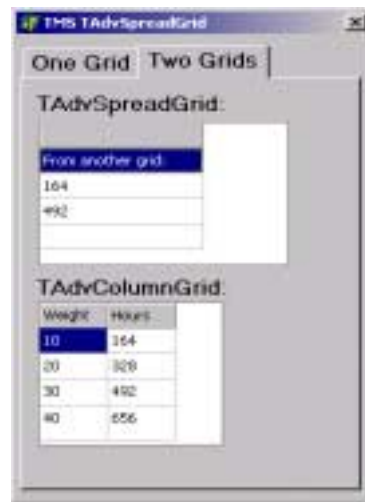 TMS TAdvSpreadGrid
One Grid Two Grids
TAdvSpreadGrid:
From another grid:
164
492
TAdvColumnGrid:
Weight Hours
10 164
20 328
30 492
40 656